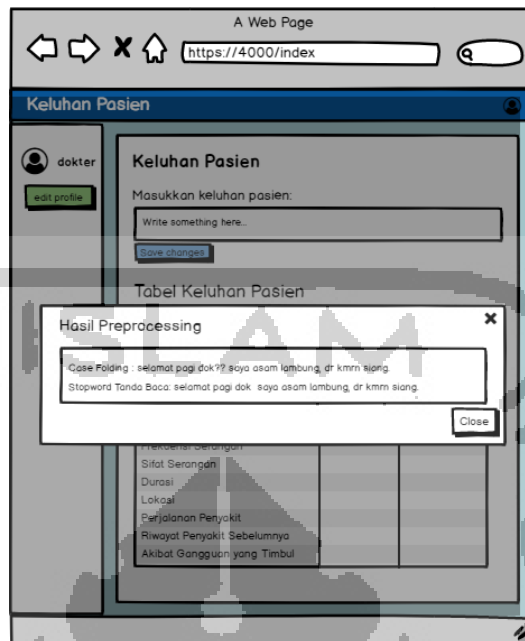 A Web Page
https://4000/index
Keluhan Pasien
dokter
edit profile
Keluhan Pasien
Masukkan keluhan pasien:
Write something here..
Save changes
Tabel Keluhan Pasien
ISLAM
Hasil Preprocessing
Case Folding : selamat pagi dok?? saya asam lambung, dr kmrn siang.
Stopword Tanda Baca: selamat pagi dok saya asam lambung, dr kmrn siang.
Close
Frekuensi Serangan
Sifat Serangan
Durasi
Lokasi
Perjalanan Penyakit
Riwayat Penyakit Sebelumnya
Akibat Gangguan yang Timbul